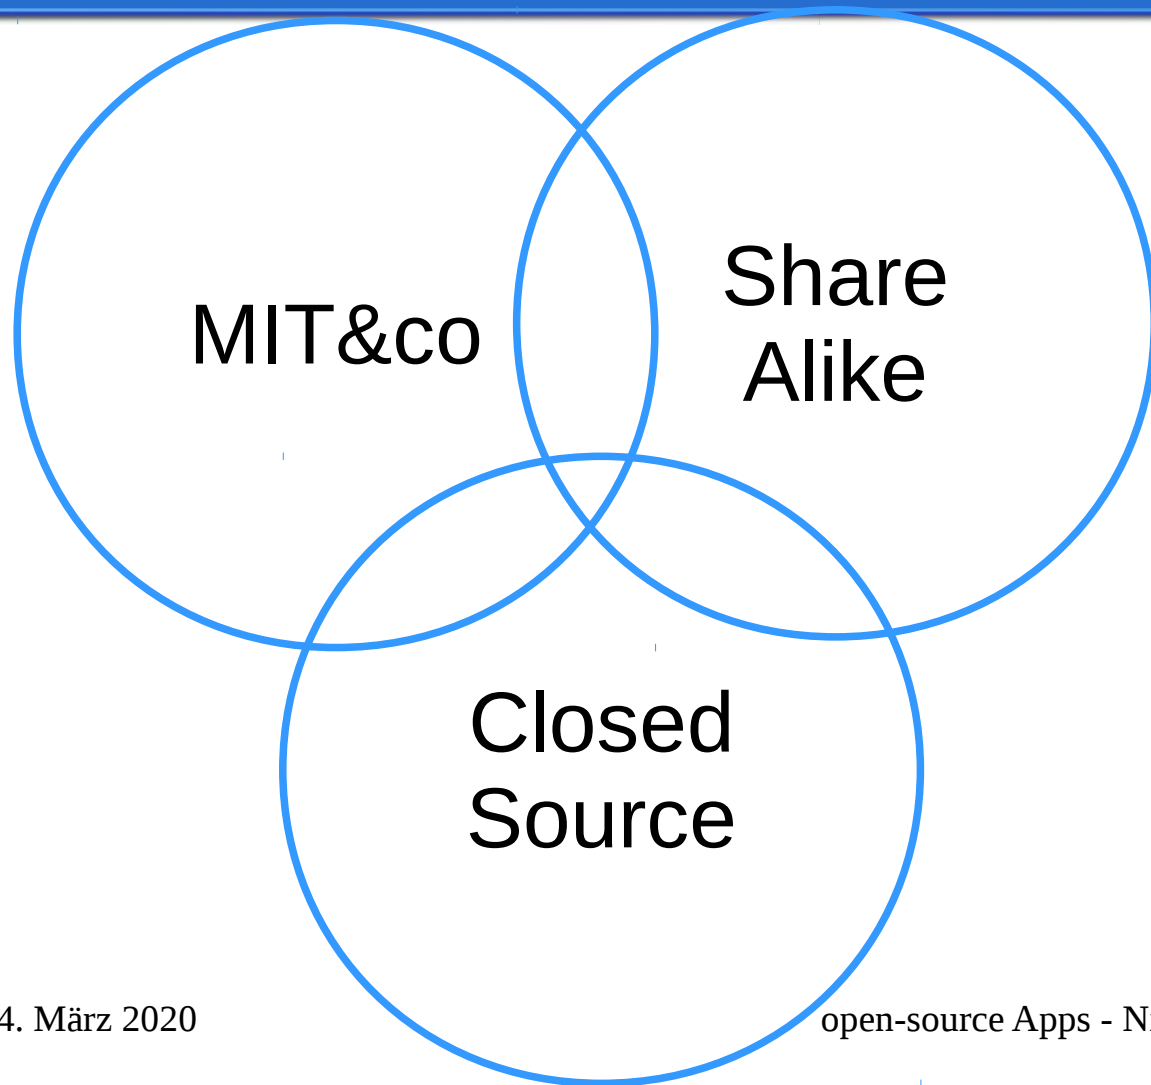 MIT&co
Share
Alike
Closed
Source
4. März 2020
open-source Apps -